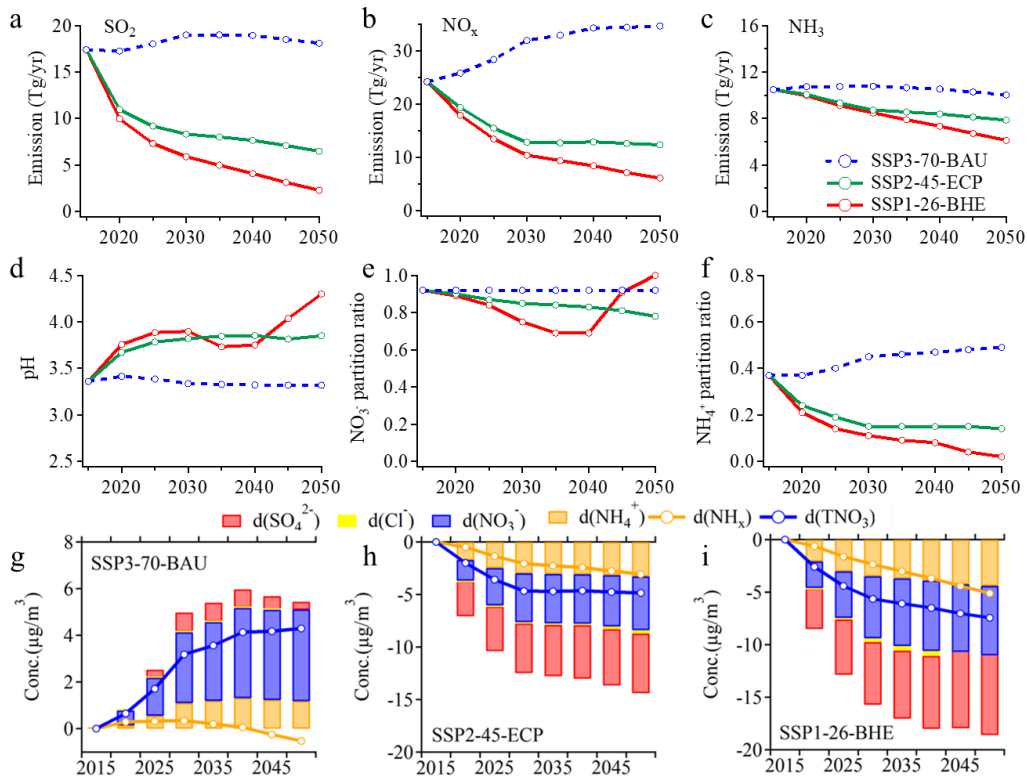 a SO2 b NOx c NH3
20 15 10 5 0 Emission (Tg/yr) 2020 2030 2040 2050
30 20 10 0 Emission (Tg/yr) 2020 2030 2040 2050
16 12 8 4 0 Emission (Tg/yr) 2020 2030 2040 2050
SSP3-70-BAU
SSP2-45-ECP
SSP1-26-BHE
d e f
4.5 4.0 3.5 3.0 2.5 pH 2020 2030 2040 2050
1.0 0.8 0.6 0.4 0.2 0.0 NO3- partition ratio 2020 2030 2040 2050
0.8 0.6 0.4 0.2 0.0 NH4+ partition ratio 2020 2030 2040 2050
d(SO4 2-) d(Cl-) d(NO3-) d(NH4+) d(NHx) d(TNO3)
g SSP3-70-BAU
8 6 4 2 0 Conc.(µg/m3) 2015 2025 2035 2045
h SSP2-45-ECP
0 -5 -10 -15 -20 Conc.(µg/m3) 2015 2025 2035 2045
i SSP1-26-BHE
0 -5 -10 -15 -20 Conc.(µg/m3) 2015 2025 2035 2045